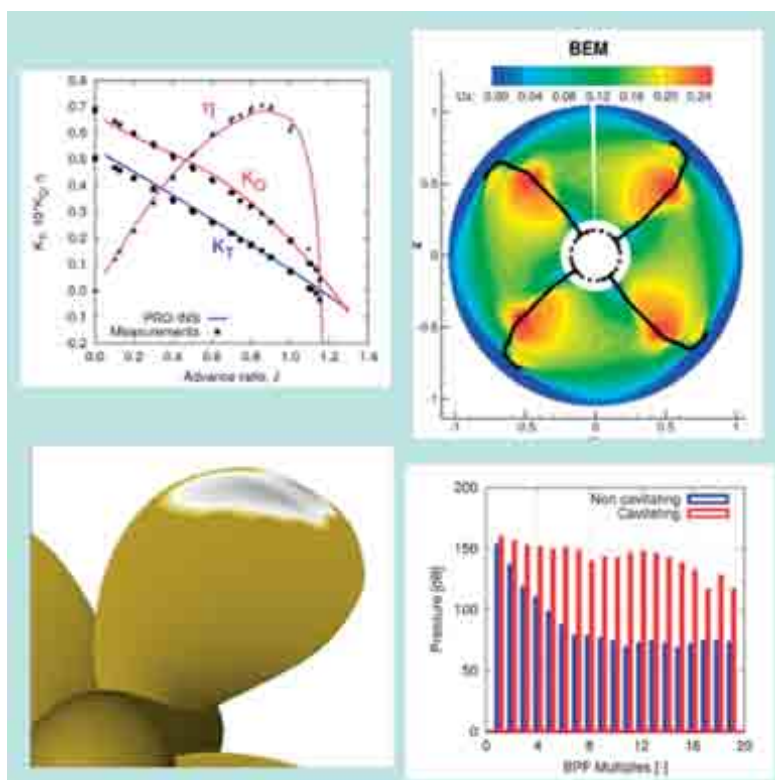 0.7
0.6
0.5
0.4
0.3
0.2
0.1
0.0
0.1
0.2
η
K_Q
K_T
PRO-INS
Measurements
0.0 0.2 0.4 0.6 0.8 1.0 1.2 1.4
Advance ratio, J
BEM
0.00 0.04 0.08 0.12 0.16 0.20 0.24
1
0.5
0
-0.5
-1
-1 -0.5 0 0.5 1
200
150
100
50
0
Non cavitating
Cavitating
Pressure [dB]
0 4 8 12 16 20
BPF Multiples [-]